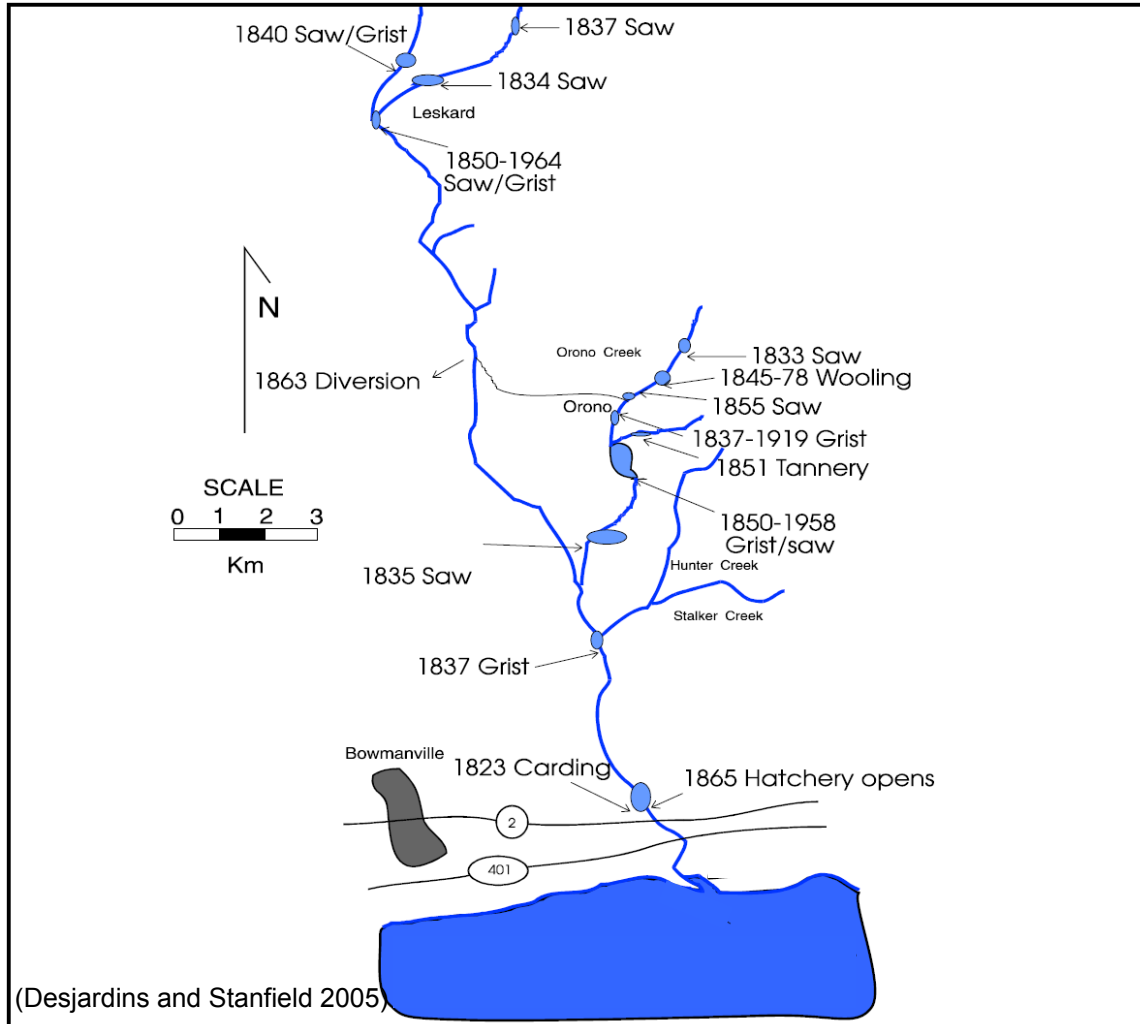 1837 Saw
1840 Saw/Grist
1834 Saw
Leskard
1850-1964
Saw/Grist
N
Orono Creek
1833 Saw
1863 Diversion
1845-78 Wooling
1855 Saw
Orono
1837-1919 Grist
1851 Tannery
SCALE
0 1 2 3
Km
1850-1958
Grist/saw
Hunter Creek
1835 Saw
Stalker Creek
1837 Grist
Bowmanville
1823 Carding
1865 Hatchery opens
2
401
(Desjardins and Stanfield 2005)